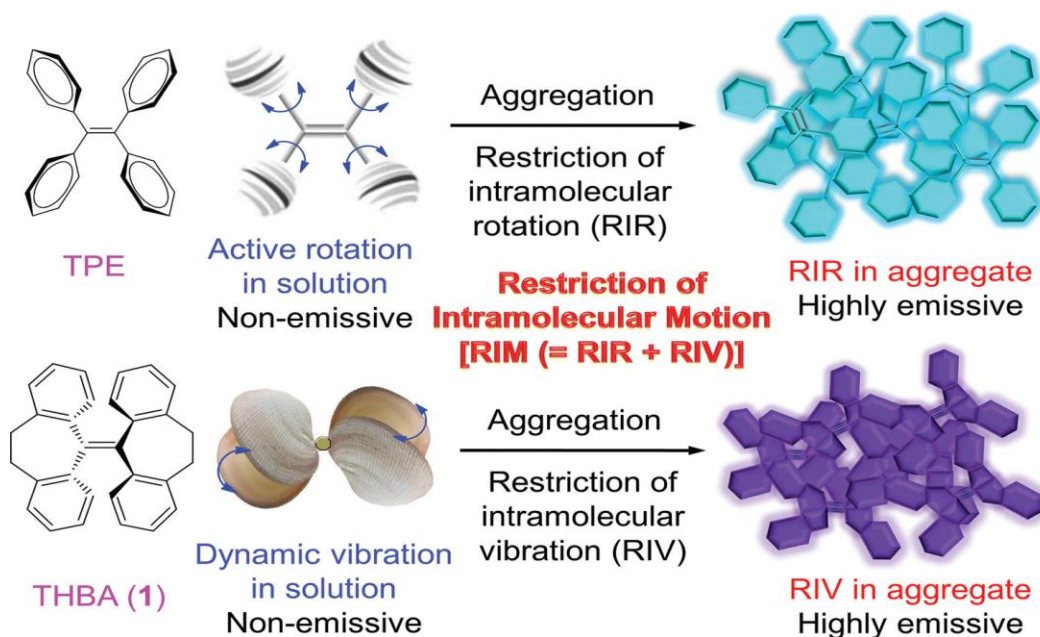 TPE
Active rotation
in solution
Non-emissive
Aggregation
Restriction of
intramolecular
rotation (RIR)
RIR in aggregate
Highly emissive
Restriction of
Intramolecular Motion
[RIM (= RIR + RIV)]
THBA (1)
Dynamic vibration
in solution
Non-emissive
Aggregation
Restriction of
intramolecular
vibration (RIV)
RIV in aggregate
Highly emissive